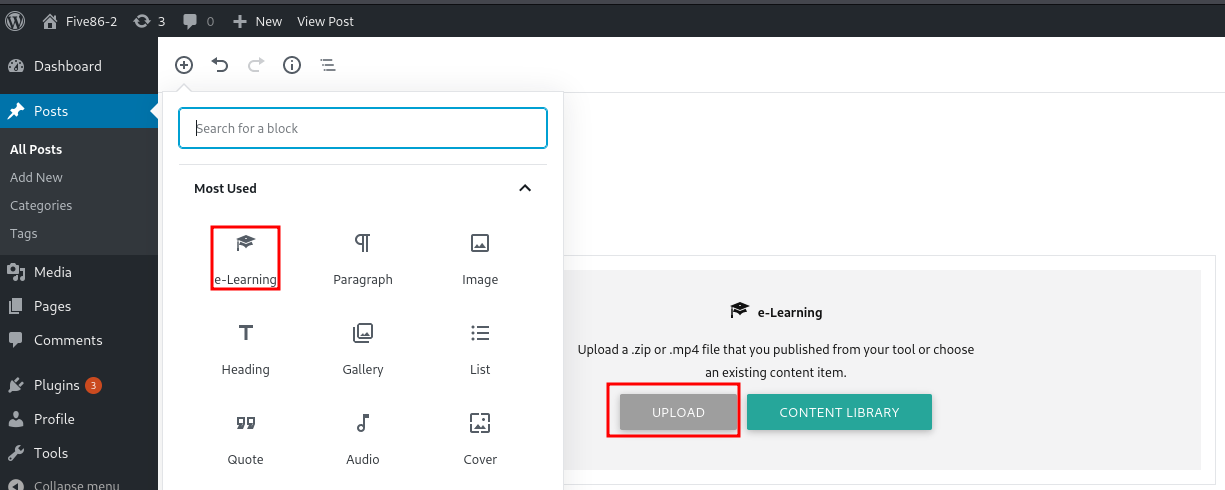 Five86-2 3 0 New View Post
Dashboard
Posts
All Posts
Add New
Categories
Tags
Media
Pages
Comments
Plugins 3
Profile
Tools
Collapse menu
Search for a block
Most Used
e-Learning Paragraph Image
Heading Gallery List
Quote Audio Cover
e-Learning
Upload a .zip or .mp4 file that you published from your tool or choose
an existing content item.
UPLOAD CONTENT LIBRARY